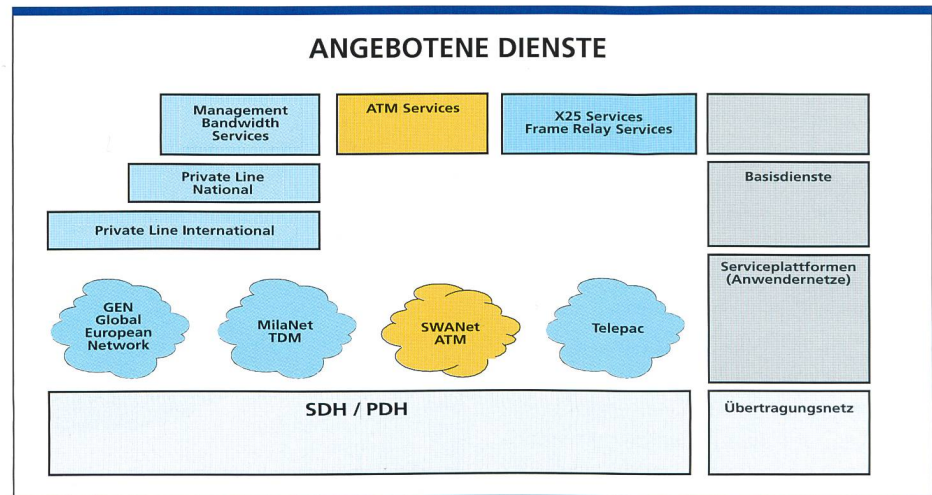 ANGEBOTENE DIENSTE
Management
Bandwidth
Services
ATM Services
X25 Services
Frame Relay Services
Private Line
National
Basisdienste
Private Line International
Serviceplattformen
(Anwendernetze)
GEN
Global
European
Network
MilaNet
TDM
SWANet
ATM
Telepac
SDH / PDH
Übertragungsnetz